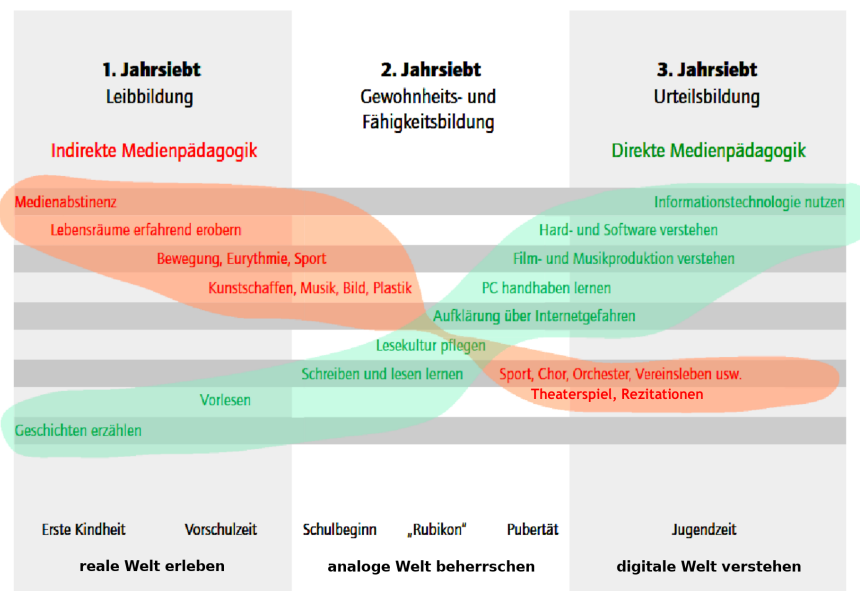 1. Jahrsiebt
Leibbildung
2. Jahrsiebt
Gewohnheits- und
Fähigkeitsbildung
3. Jahrsiebt
Urteilsbildung
Indirekte Medienpädagogik
Direkte Medienpädagogik
Medienabstinenz
Informationstechnologie nutzen
Lebensräume erfahrend erobern
Hard- und Software verstehen
Bewegung, Eurythmie, Sport
Film- und Musikproduktion verstehen
Kunstschaffen, Musik, Bild, Plastik
PC handhaben lernen
Aufklärung über Internetgefahren
Lesekultur pflegen
Schreiben und lesen lernen
Sport, Chor, Orchester, Vereinsleben usw.
Theaterspiel, Rezitationen
Vorlesen
Geschichten erzählen
Erste Kindheit
Vorschulzeit
Schulbeginn
„Rubikon“
Pubertät
Jugendzeit
reale Welt erleben
analoge Welt beherrschen
digitale Welt verstehen